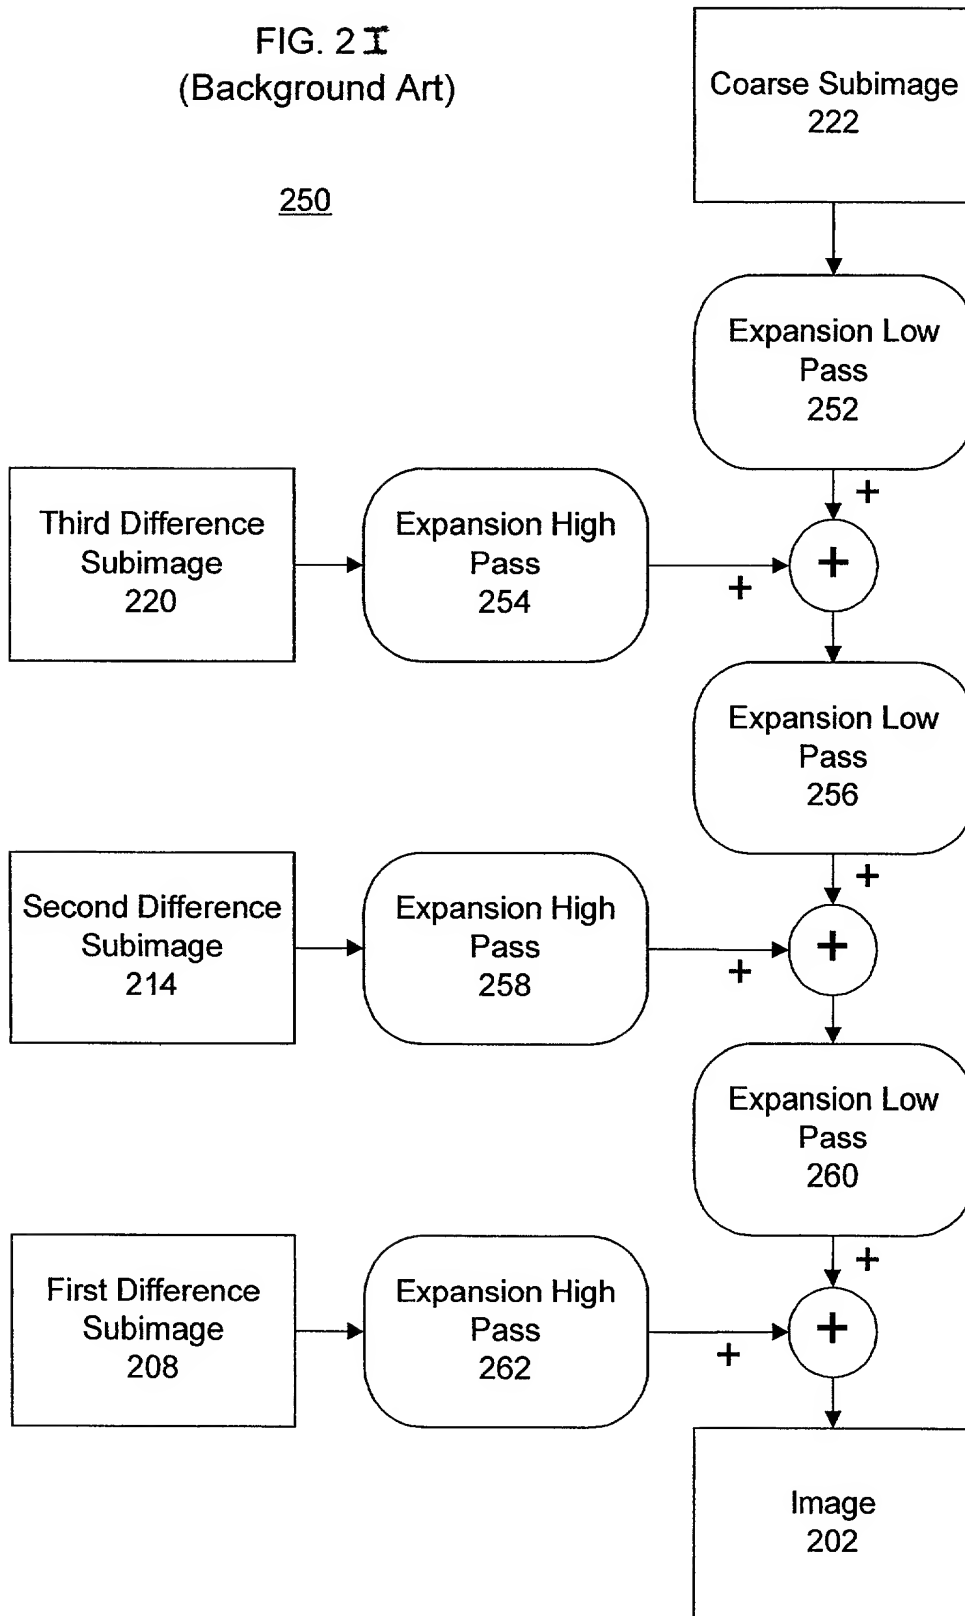 FIG. 2 I
(Background Art)
250
Coarse Subimage
222
Expansion Low
Pass
252
+
Third Difference
Subimage
220
Expansion High
Pass
254
+
+
Expansion Low
Pass
256
+
Second Difference
Subimage
214
Expansion High
Pass
258
+
+
Expansion Low
Pass
260
+
First Difference
Subimage
208
Expansion High
Pass
262
+
+
Image
202